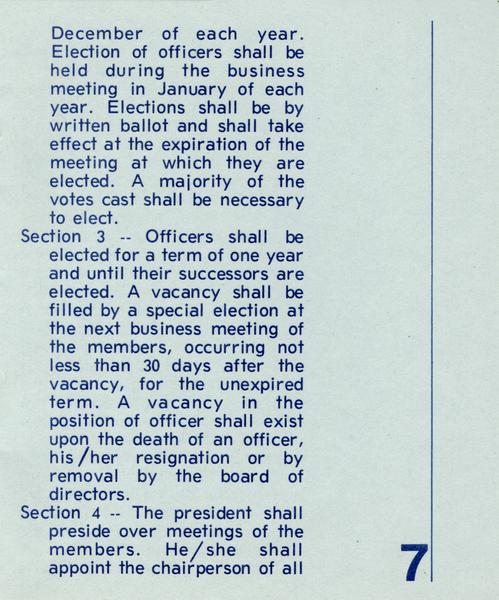 December of each year.
Election of officers shall be
held during the business
meeting in January of each
year. Elections shall be by
written ballot and shall take
effect at the expiration of the
meeting at which they are
elected. A majority of the
votes cast shall be necessary
to elect.
Section 3 -- Officers shall be
elected for a term of one year
and until their successors are
elected. A vacancy shall be
filled by a special election at
the next business meeting of
the members, occurring not
less than 30 days after the
vacancy, for the unexpired
term. A vacancy in the
position of officer shall exist
upon the death of an officer,
his/her resignation or by
removal by the board of
directors.
Section 4 -- The president shall
preside over meetings of the
members. He/she shall
appoint the chairperson of all
7